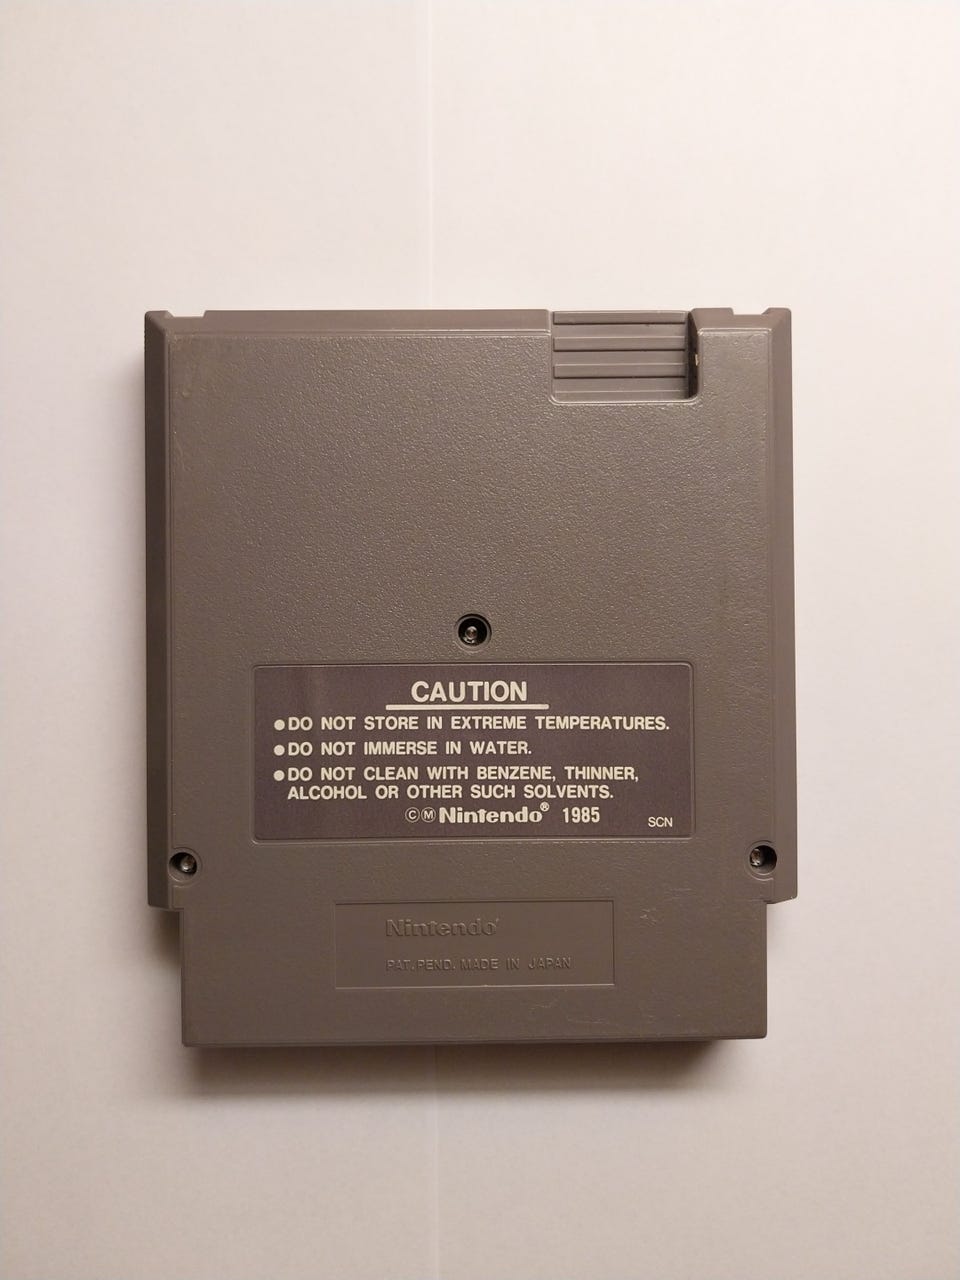 CAUTION
●DO NOT STORE IN EXTREME TEMPERATURES.
●DO NOT IMMERSE IN WATER.
●DO NOT CLEAN WITH BENZENE, THINNER,
ALCOHOL OR OTHER SUCH SOLVENTS.
ⒸⓂNintendo® 1985 SCN
Nintendo®
PAT. PEND. MADE IN JAPAN